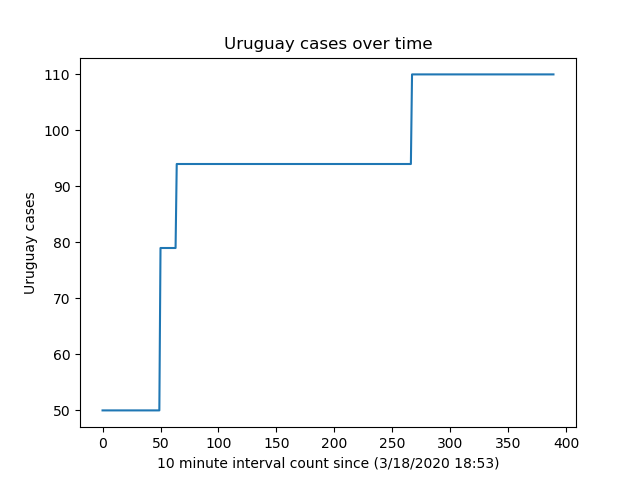 Uruguay cases over time
110
100
90
80
70
60
50
Uruguay cases
0 50 100 150 200 250 300 350 400
10 minute interval count since (3/18/2020 18:53)